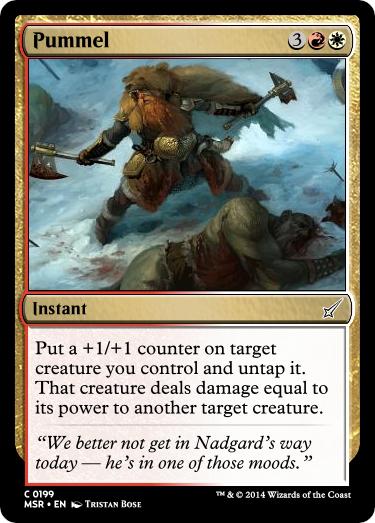 Pummel 3
Instant
Put a +1/+1 counter on target
creature you control and untap it.
That creature deals damage equal to
its power to another target creature.
“We better not get in Nadgard’s way
today — he’s in one of those moods.”
C 0199
MSR • EN Tristan Bose
™ & © 2014 Wizards of the Coast